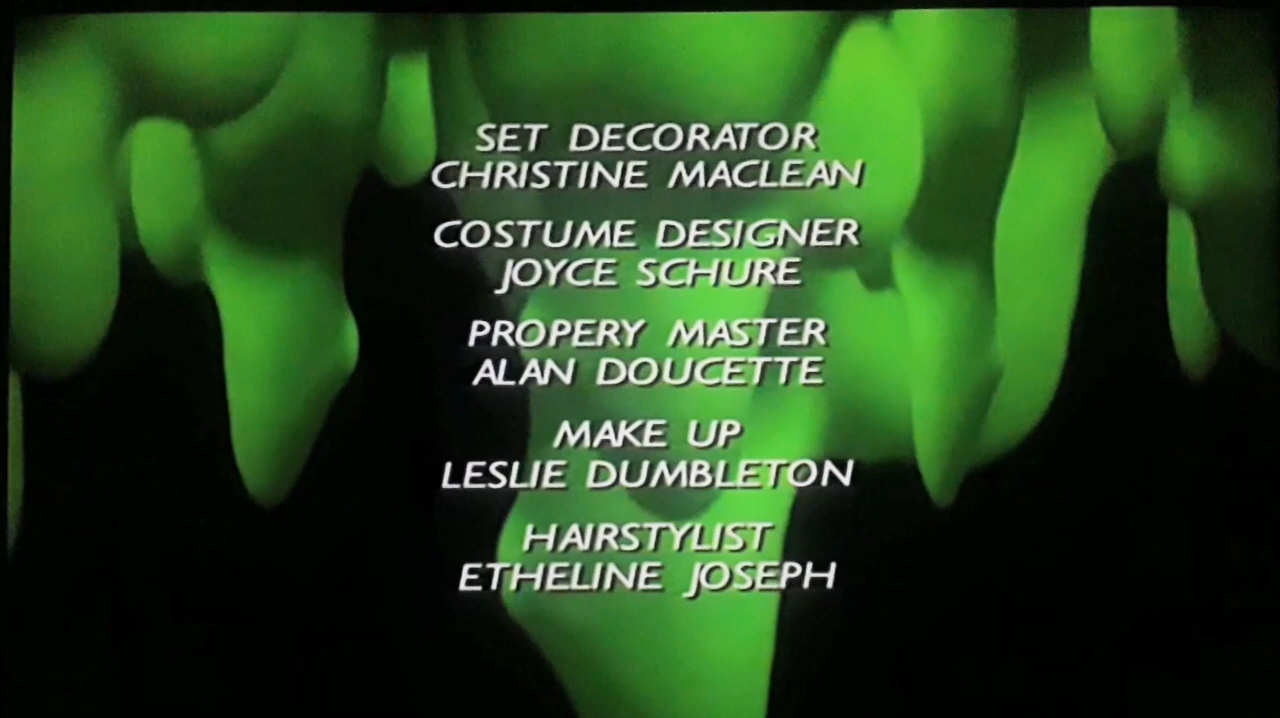 SET DECORATOR
CHRISTINE MACLEAN
COSTUME DESIGNER
JOYCE SCHURE
PROPERY MASTER
ALAN DOUCETTE
MAKE UP
LESLIE DUMBLETON
HAIRSTYLIST
ETHELINE JOSEPH